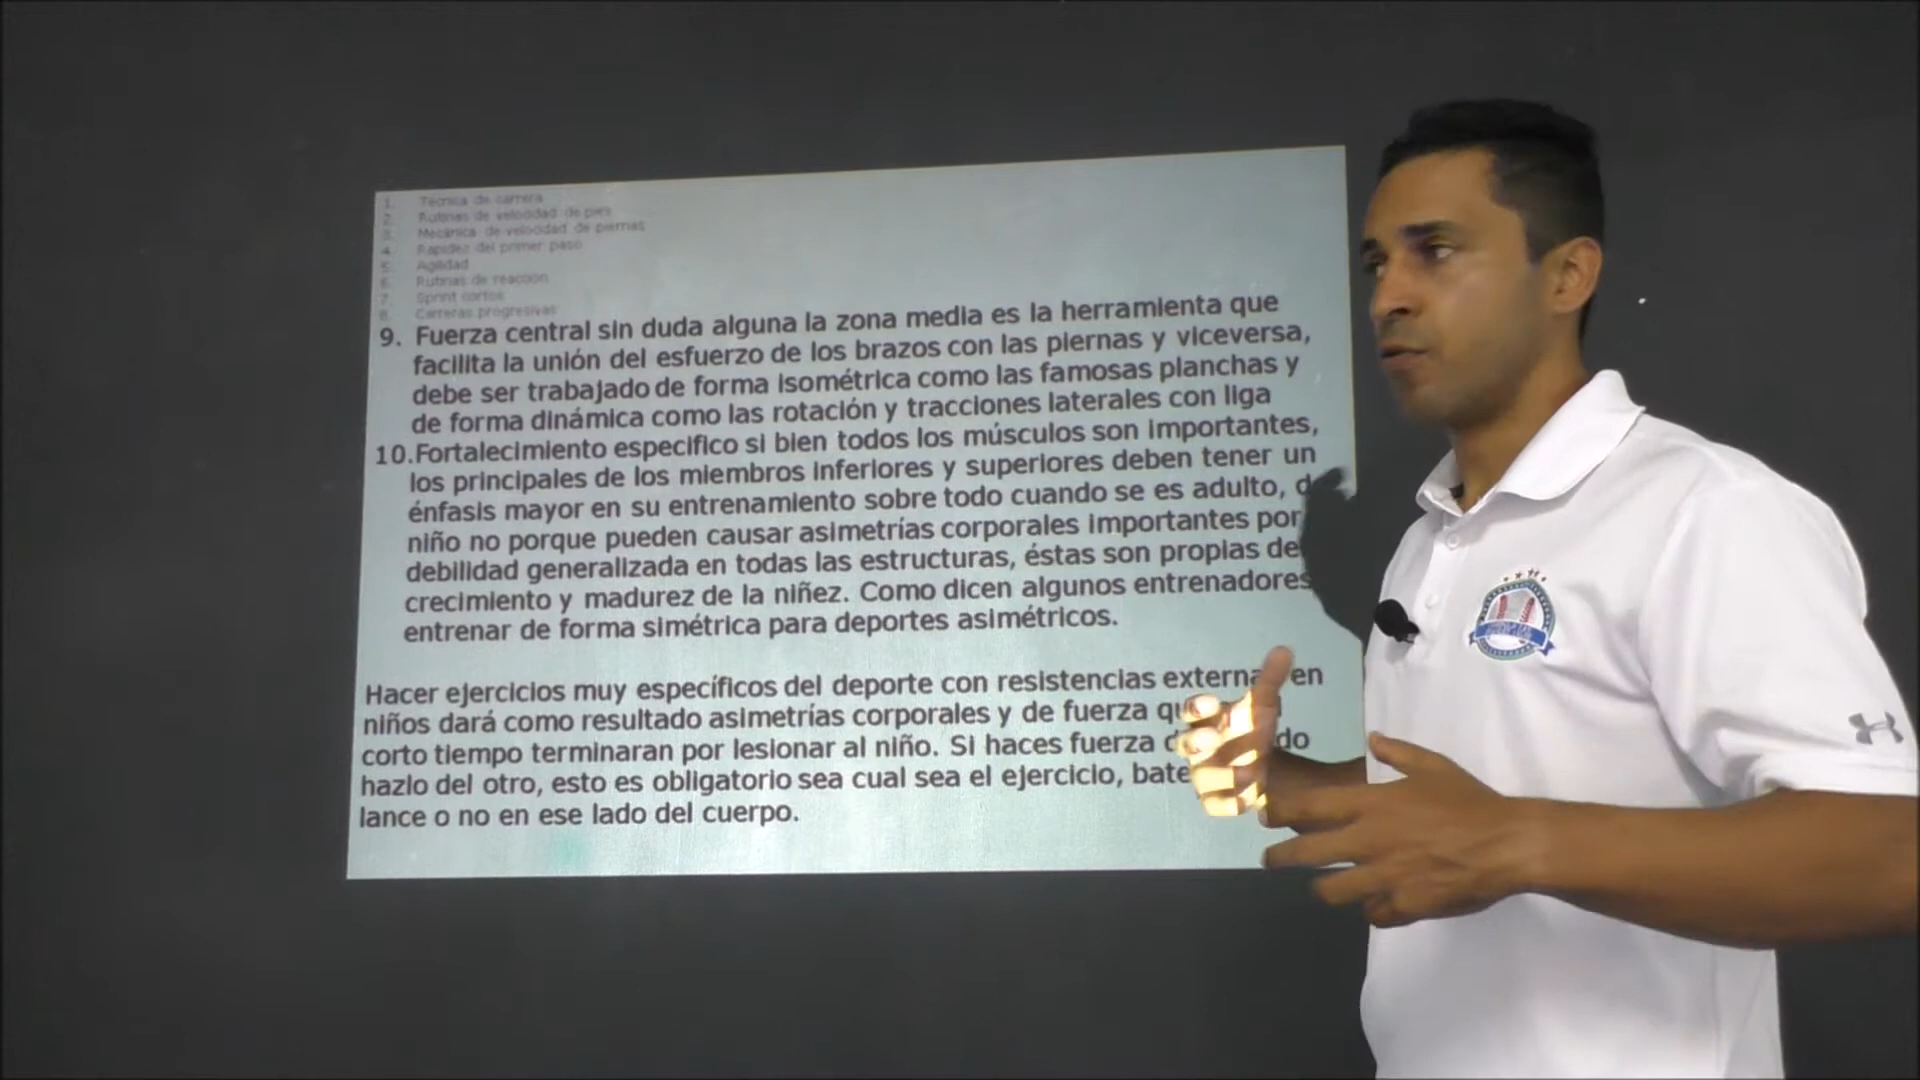 1. Técnica de carrera
2. Rutinas de velocidad de pies
3. Mecánica de velocidad de piernas
4. Rapidez del primer paso
5. Agilidad
6. Rutinas de reacción
7. Sprint cortos
8. Carreras progresivas
9. Fuerza central sin duda alguna la zona media es la herramienta que
facilita la unión del esfuerzo de los brazos con las piernas y viceversa,
debe ser trabajado de forma isométrica como las famosas planchas y
de forma dinámica como las rotación y tracciones laterales con liga
10.Fortalecimiento especifico si bien todos los músculos son importantes,
los principales de los miembros inferiores y superiores deben tener un
énfasis mayor en su entrenamiento sobre todo cuando se es adulto,
niño no porque pueden causar asimetrías corporales importantes por
debilidad generalizada en todas las estructuras, éstas son propias de
crecimiento y madurez de la niñez. Como dicen algunos entrenadores
entrenar de forma simétrica para deportes asimétricos.
Hacer ejercicios muy específicos del deporte con resistencias en
niños dará como resultado asimetrías corporales y de fuerza
corto tiempo terminaran por lesionar al niño. Si haces fuerza
hazlo del otro, esto es obligatorio sea cual sea el ejercicio,
lance o no en ese lado del cuerpo.